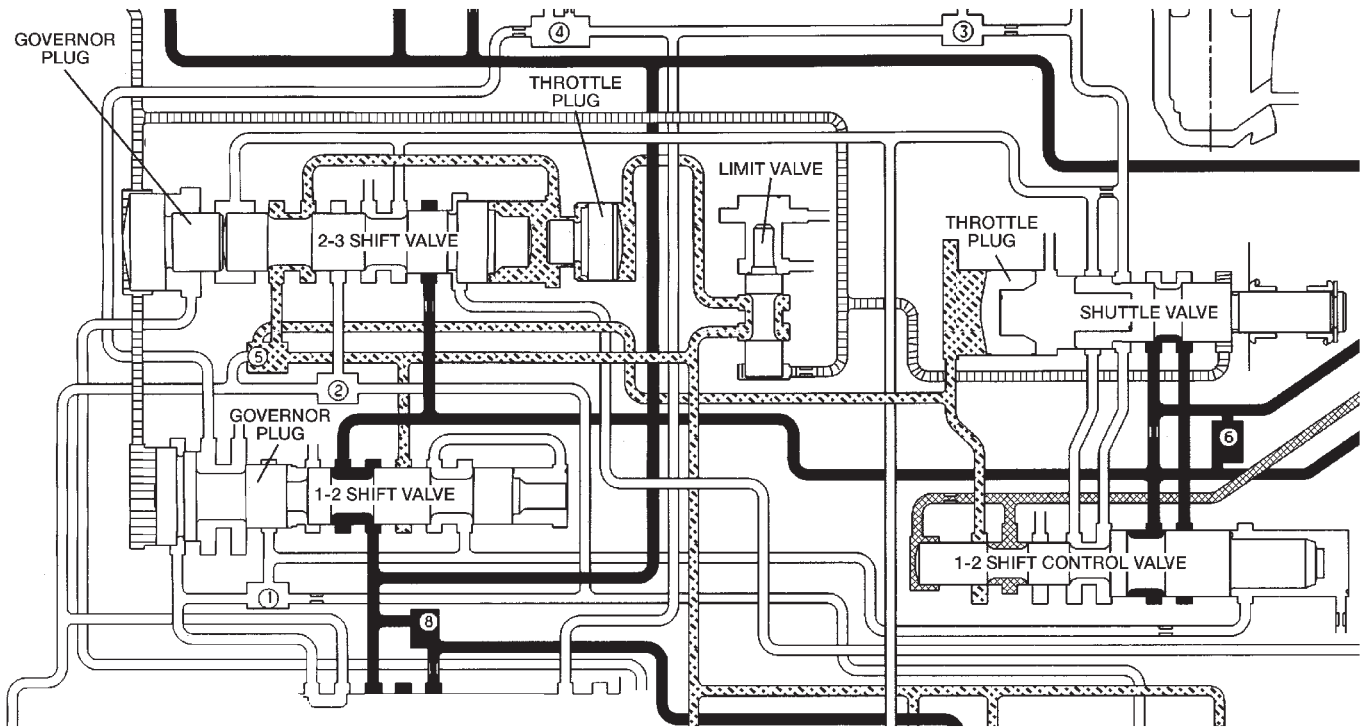 ④
③
GOVERNOR
PLUG
THROTTLE
PLUG
LIMIT VALVE
THROTTLE
PLUG
2-3 SHIFT VALVE
SHUTTLE VALVE
⑤
②
GOVERNOR
PLUG
⑥
1-2 SHIFT VALVE
1-2 SHIFT CONTROL VALVE
①
⑧